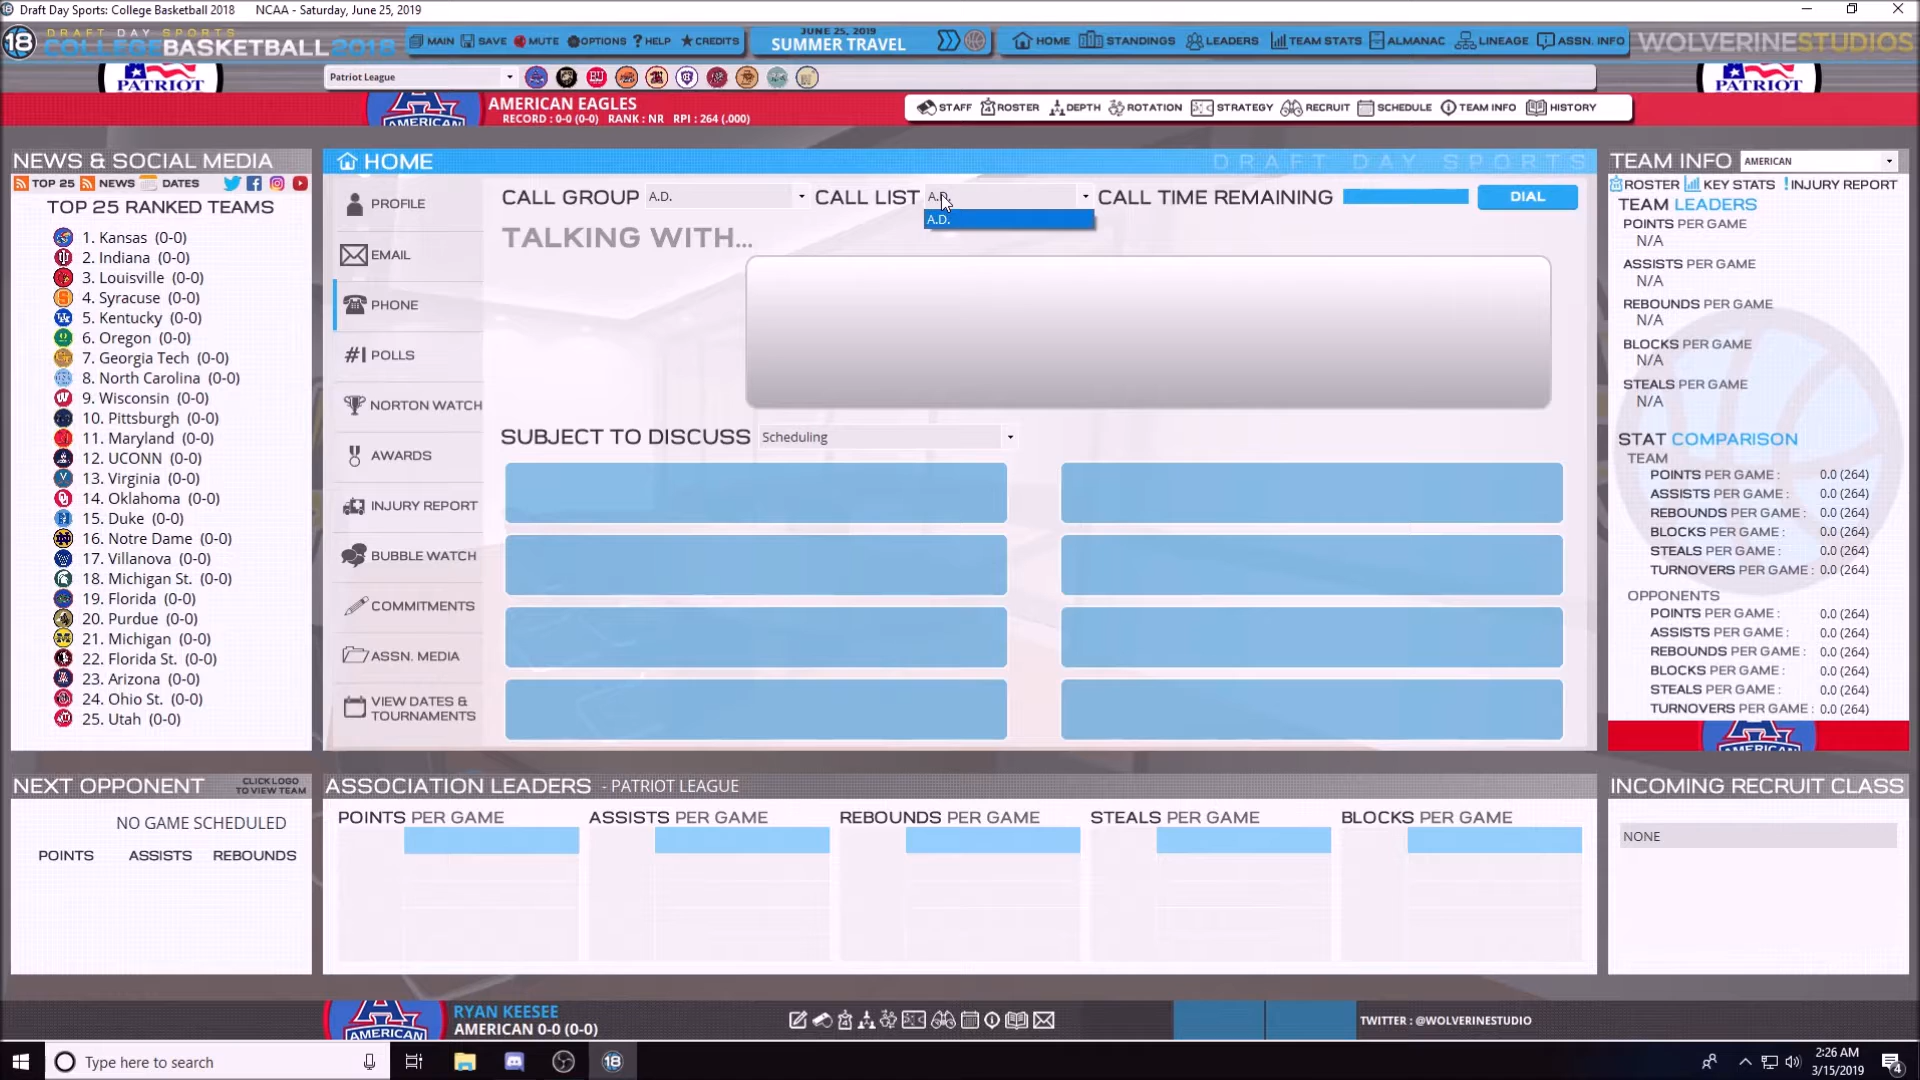 Draft Day Sports: College Basketball 2018 NCAA - Saturday, June 25, 2019
18 DRAFT DAY SPORTS
COLLEGE BASKETBALL 2018
MAIN SAVE MUTE OPTIONS HELP CREDITS
JUNE 25, 2019
SUMMER TRAVEL
HOME STANDINGS LEADERS TEAM STATS ALMANAC LINEAGE ASSN. INFO
WOLVERINESTUDIOS
PATRIOT
Patriot League
PATRIOT
AMERICAN
AMERICAN EAGLES
RECORD : 0-0 (0-0) RANK : NR RPI : 264 (.000)
STAFF ROSTER DEPTH ROTATION STRATEGY RECRUIT SCHEDULE TEAM INFO HISTORY
NEWS & SOCIAL MEDIA
TOP 25 NEWS DATES
TOP 25 RANKED TEAMS
1. Kansas (0-0)
2. Indiana (0-0)
3. Louisville (0-0)
4. Syracuse (0-0)
5. Kentucky (0-0)
6. Oregon (0-0)
7. Georgia Tech (0-0)
8. North Carolina (0-0)
9. Wisconsin (0-0)
10. Pittsburgh (0-0)
11. Maryland (0-0)
12. UCONN (0-0)
13. Virginia (0-0)
14. Oklahoma (0-0)
15. Duke (0-0)
16. Notre Dame (0-0)
17. Villanova (0-0)
18. Michigan St. (0-0)
19. Florida (0-0)
20. Purdue (0-0)
21. Michigan (0-0)
22. Florida St. (0-0)
23. Arizona (0-0)
24. Ohio St. (0-0)
25. Utah (0-0)
HOME
DRAFT DAY SPORTS
PROFILE
EMAIL
PHONE
#1 POLLS
NORTON WATCH
AWARDS
INJURY REPORT
BUBBLE WATCH
COMMITMENTS
ASSN. MEDIA
VIEW DATES &
TOURNAMENTS
CALL GROUP A.D. CALL LIST A.D. CALL TIME REMAINING DIAL
A.D.
TALKING WITH...
SUBJECT TO DISCUSS Scheduling
TEAM INFO AMERICAN
ROSTER KEY STATS INJURY REPORT
TEAM LEADERS
POINTS PER GAME
N/A
ASSISTS PER GAME
N/A
REBOUNDS PER GAME
N/A
BLOCKS PER GAME
N/A
STEALS PER GAME
N/A
STAT COMPARISON
TEAM
POINTS PER GAME : 0.0 (264)
ASSISTS PER GAME : 0.0 (264)
REBOUNDS PER GAME : 0.0 (264)
BLOCKS PER GAME : 0.0 (264)
STEALS PER GAME : 0.0 (264)
TURNOVERS PER GAME : 0.0 (264)
OPPONENTS
POINTS PER GAME : 0.0 (264)
ASSISTS PER GAME : 0.0 (264)
REBOUNDS PER GAME : 0.0 (264)
BLOCKS PER GAME : 0.0 (264)
STEALS PER GAME : 0.0 (264)
TURNOVERS PER GAME : 0.0 (264)
AMERICAN
NEXT OPPONENT CLICK LOGO
TO VIEW TEAM
NO GAME SCHEDULED
POINTS ASSISTS REBOUNDS
ASSOCIATION LEADERS - PATRIOT LEAGUE
POINTS PER GAME ASSISTS PER GAME REBOUNDS PER GAME STEALS PER GAME BLOCKS PER GAME
INCOMING RECRUIT CLASS
NONE
AMERICAN
RYAN KEESEE
AMERICAN 0-0 (0-0)
TWITTER : @WOLVERINESTUDIO
Type here to search
18
2:26 AM
3/15/2019
4